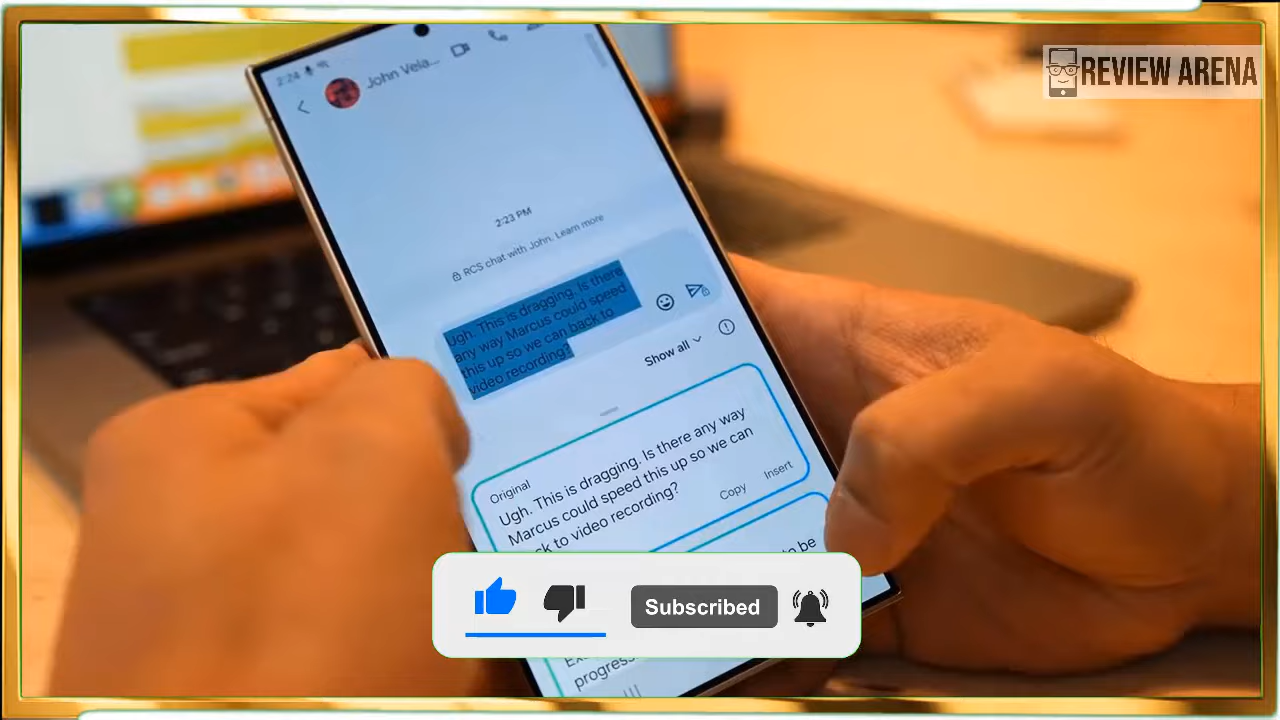 REVIEW ARENA
2:24
John Vela...
2:23 PM
RCS chat with John. Learn more
Ugh. This is dragging. Is there
any way Marcus could speed
this up so we can back to
video recording?
Show all
Original
Ugh. This is dragging. Is there any way
Marcus could speed this up so we can
ck to video recording?
Copy
Insert
o be
Subscribed
progress